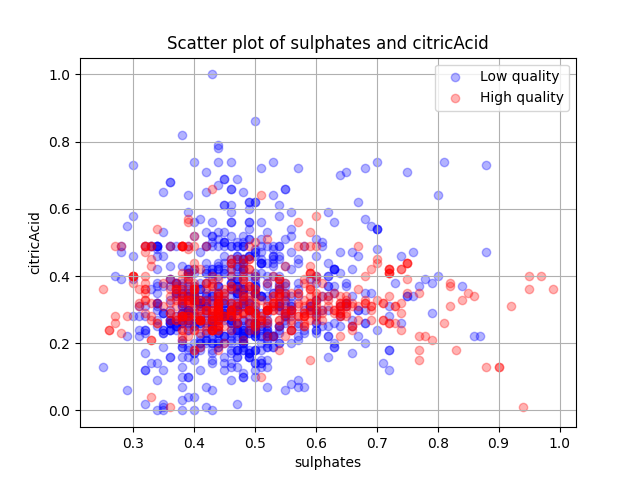 Scatter plot of sulphates and citricAcid
Low quality
High quality
1.0
0.8
0.6
0.4
0.2
0.0
citricAcid
0.3 0.4 0.5 0.6 0.7 0.8 0.9 1.0
sulphates